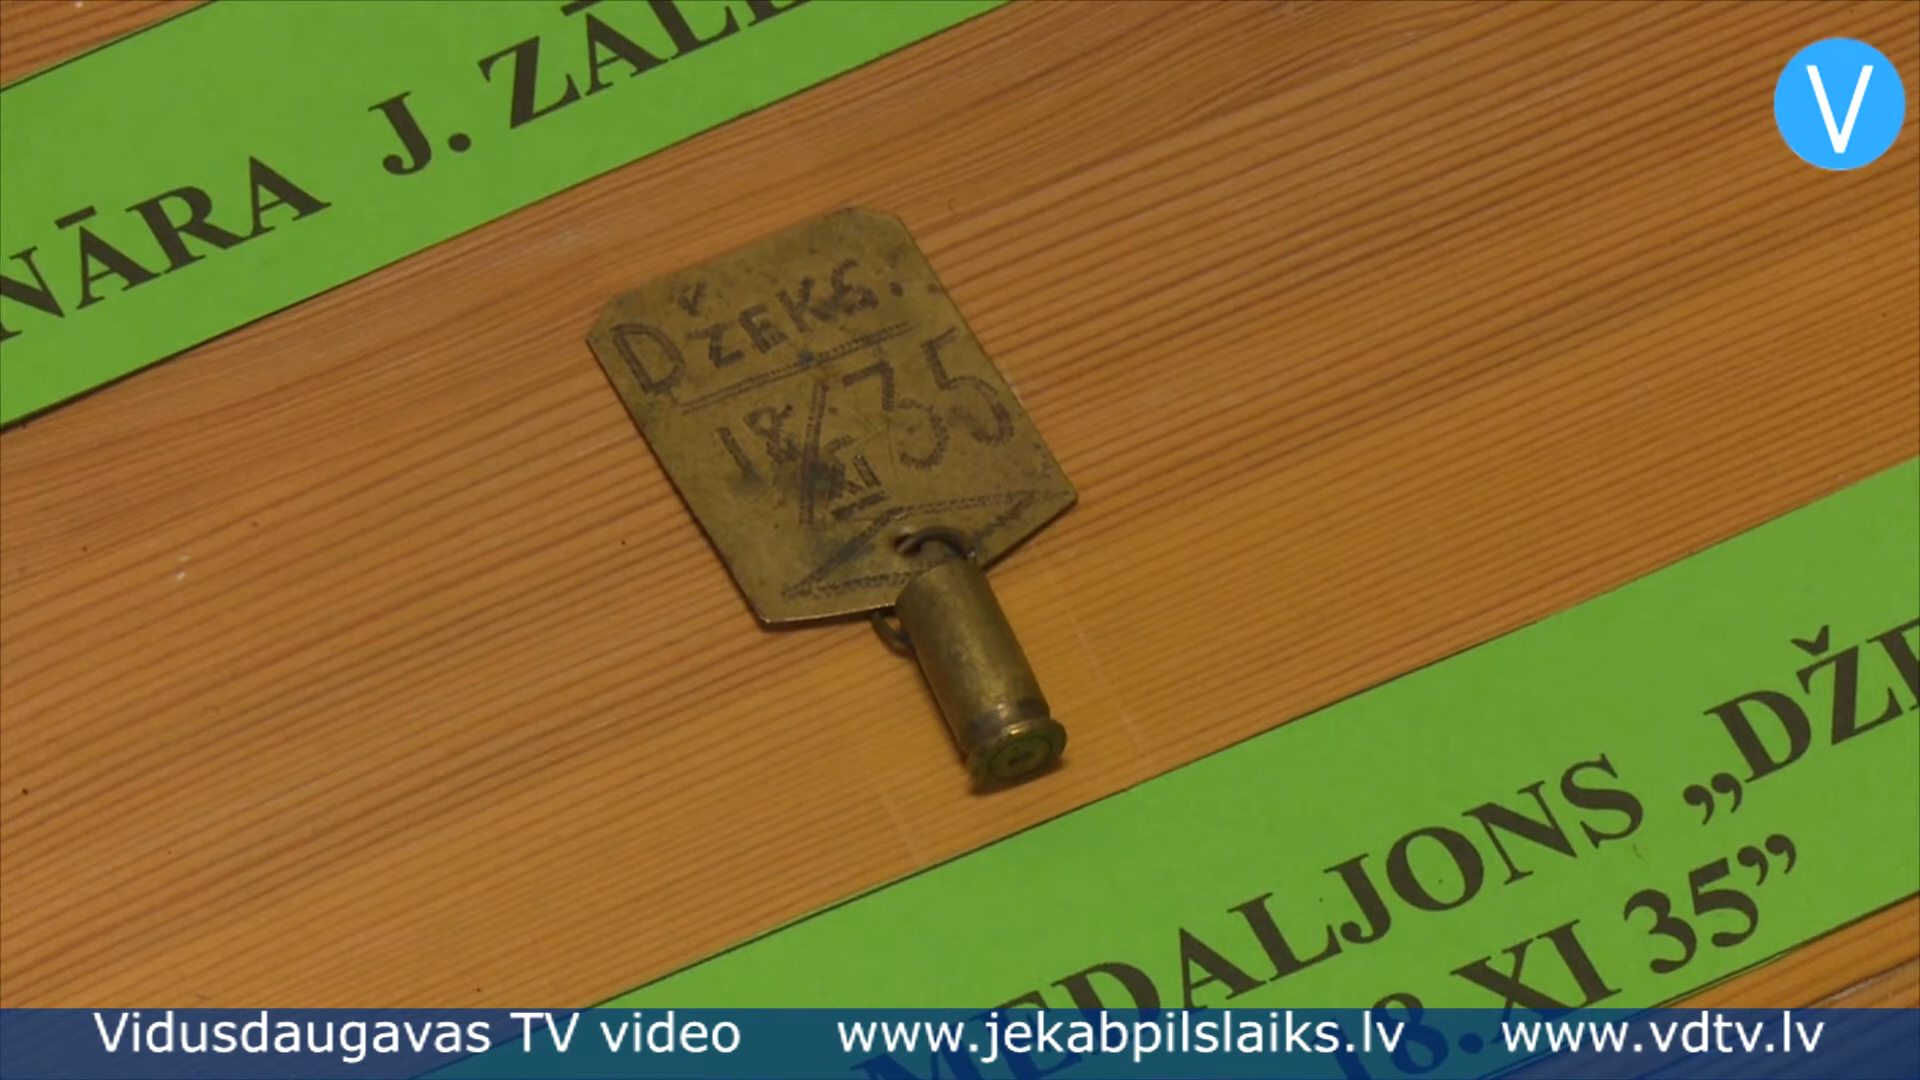 NĀRA J. ZĀL
V
DŽEKS.
18/XI 35
MEDALJONS „DŽE
18.XI 35”
Vidusdaugavas TV video www.jekabpilslaiks.lv www.vdtv.lv